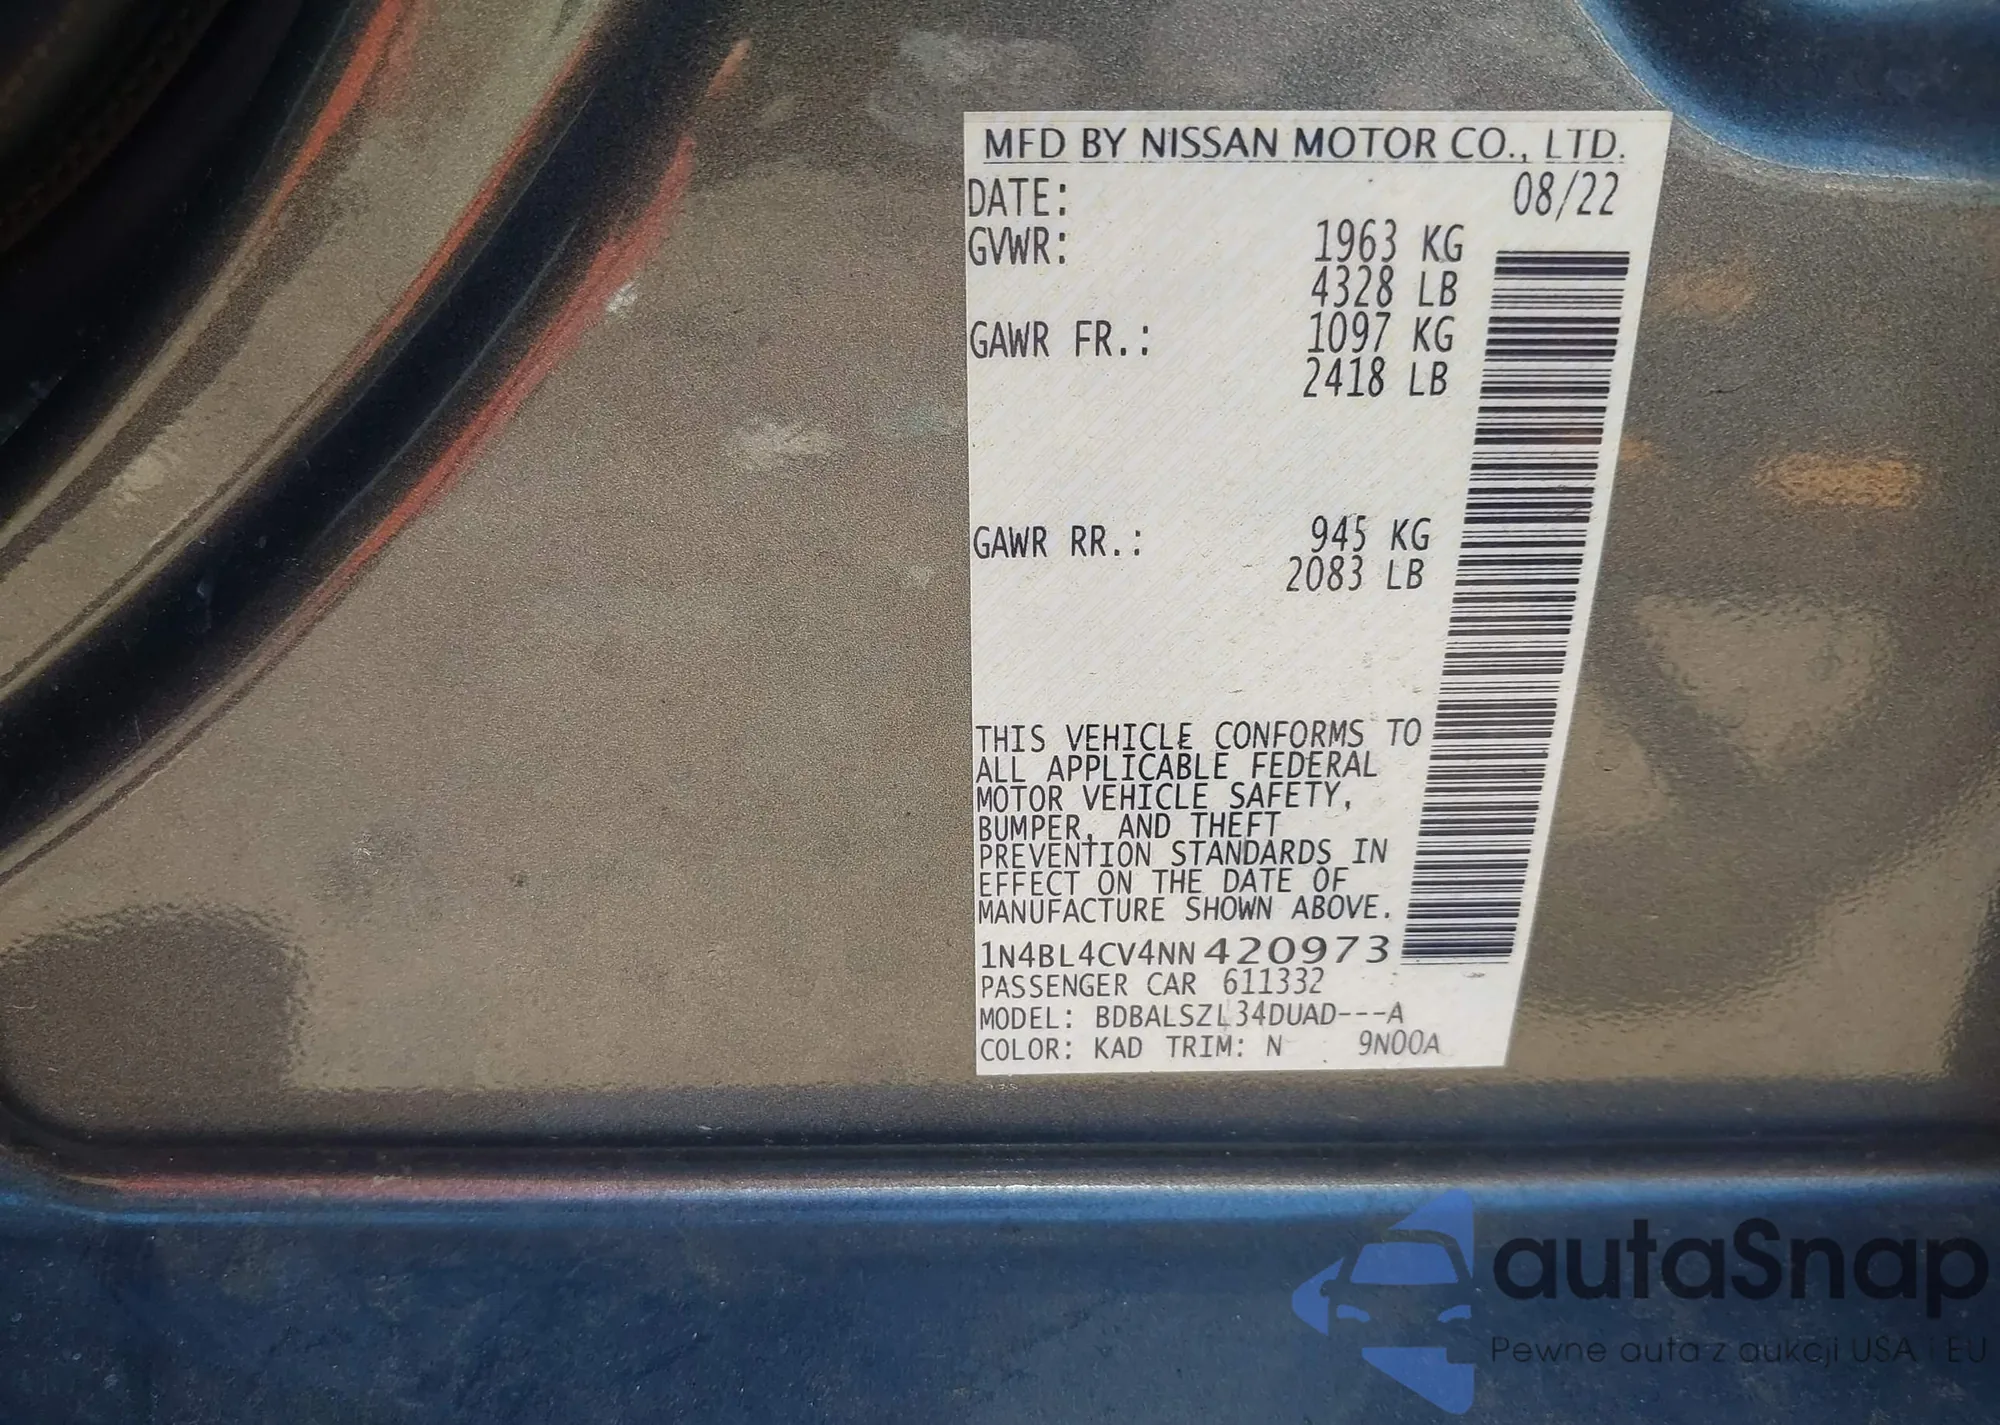 MFD BY NISSAN MOTOR CO., LTD.
DATE: 08/22
GVWR: 1963 KG
4328 LB
GAWR FR.: 1097 KG
2418 LB
GAWR RR.: 945 KG
2083 LB
THIS VEHICLE CONFORMS TO
ALL APPLICABLE FEDERAL
MOTOR VEHICLE SAFETY,
BUMPER, AND THEFT
PREVENTION STANDARDS IN
EFFECT ON THE DATE OF
MANUFACTURE SHOWN ABOVE.
1N4BL4CV4NN420973
PASSENGER CAR 611332
MODEL: BDBALSZL34DUAD---A
COLOR: KAD TRIM: N 9N00A
autaSnap
Pewne auta z aukcji USA i EU